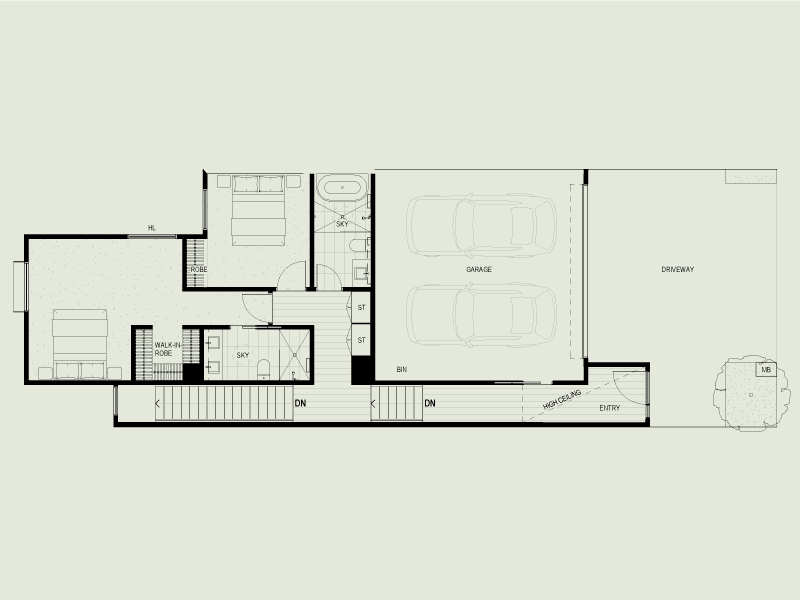 HL
SKY
ROBE
GARAGE
DRIVEWAY
ST
ST
WALK-IN-
ROBE
SKY
BIN
MB
DN
DN
HIGH CEILING
ENTRY